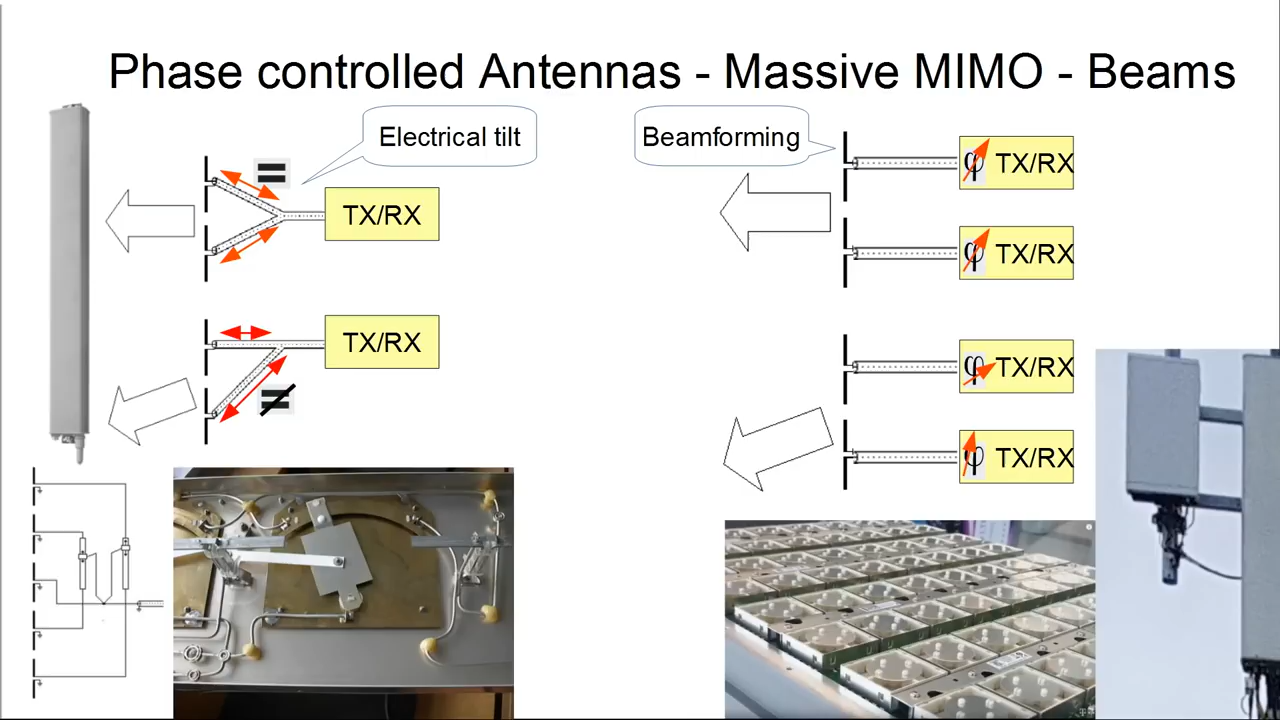 Phase controlled Antennas - Massive MIMO - Beams
Electrical tilt
=
TX/RX
TX/RX
≠
Beamforming
φ TX/RX
φ TX/RX
φ TX/RX
φ TX/RX